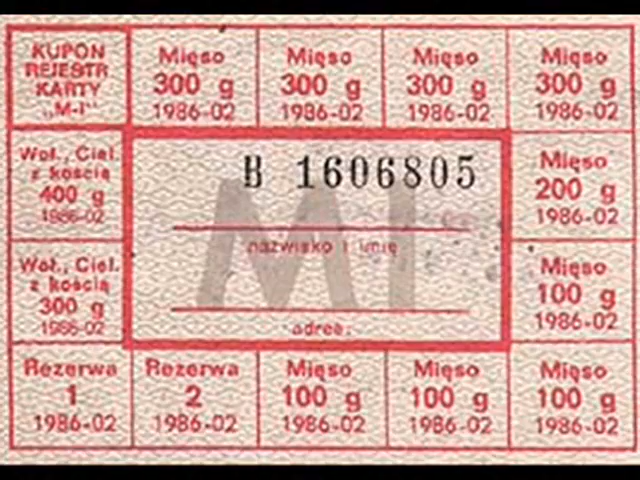 KUPON
REJESTR
KARTY
„M-I"
Mięso
300 g
1986-02
Mięso
300 g
1986-02
Mięso
300 g
1986-02
Mięso
300 g
1986-02
Woł., Ciel.
z kością
400 g
1986-02
B 1606805
MI
nazwisko i imię
adres.
Mięso
200 g
1986-02
Woł., Ciel.
z kością
300 g
1986-02
Mięso
100 g
1986-02
Rezerwa
1
1986-02
Rezerwa
2
1986-02
Mięso
100 g
1986-02
Mięso
100 g
1986-02
Mięso
100 g
1986-02